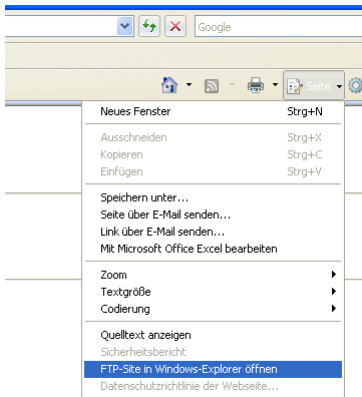 Google
Seite
Neues Fenster Strg+N
Ausschneiden Strg+X
Kopieren Strg+C
Einfügen Strg+V
Speichern unter...
Seite über E-Mail senden...
Link über E-Mail senden...
Mit Microsoft Office Excel bearbeiten
Zoom
Textgröße
Codierung
Quelltext anzeigen
Sicherheitsbericht
FTP-Site in Windows-Explorer öffnen
Datenschutzrichtlinie der Webseite...